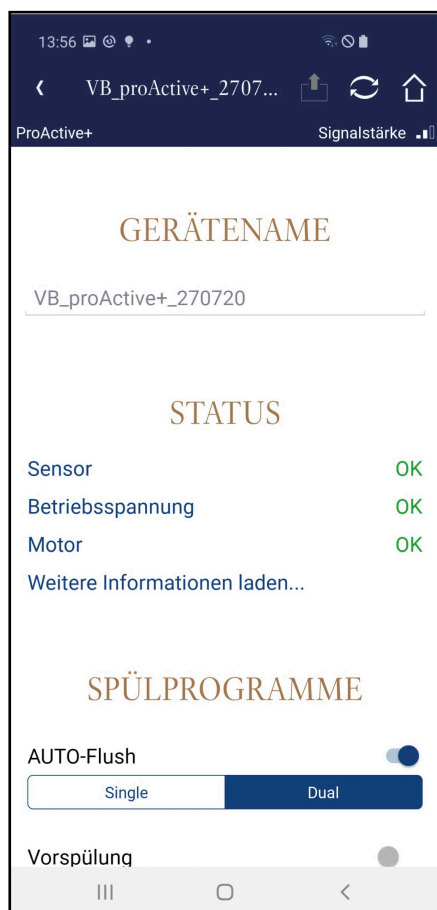 13:56
VB_proActive+_2707...
ProActive+ Signalstärke
GERÄTENAME
VB_proActive+_270720
STATUS
Sensor OK
Betriebsspannung OK
Motor OK
Weitere Informationen laden...
SPÜLPROGRAMME
AUTO-Flush
Single Dual
Vorspülung